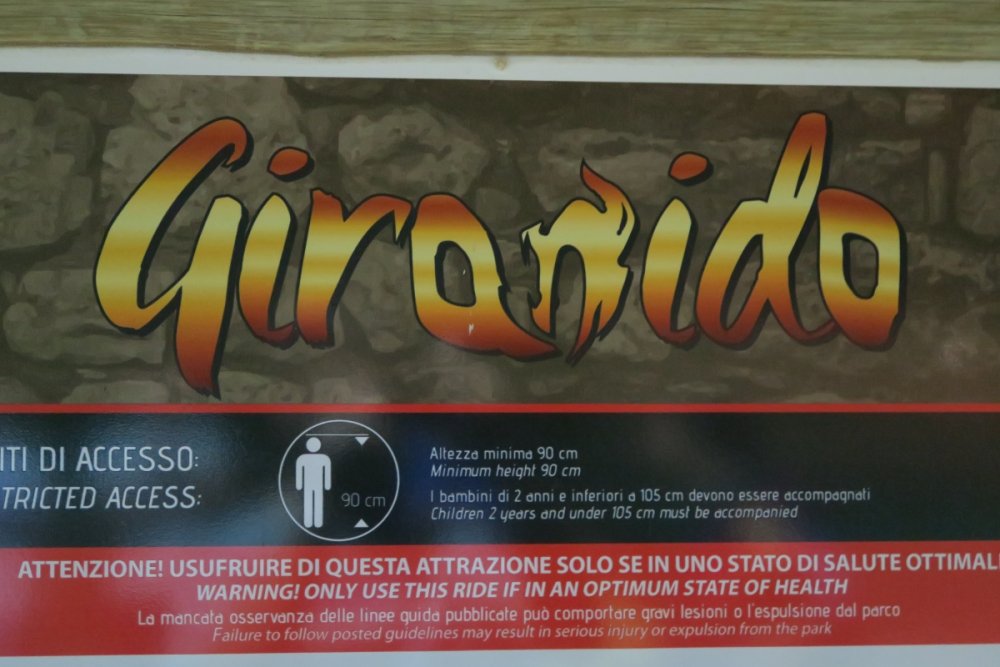 Gironido
ITI DI ACCESSO:
TRICTED ACCESS:
90 cm
Altezza minima 90 cm
Minimum height 90 cm
I bambini di 2 anni e inferiori a 105 cm devono essere accompagnati
Children 2 years and under 105 cm must be accompanied
ATTENZIONE! USUFRUIRE DI QUESTA ATTRAZIONE SOLO SE IN UNO STATO DI SALUTE OTTIMAL
WARNING! ONLY USE THIS RIDE IF IN AN OPTIMUM STATE OF HEALTH
La mancata osservanza delle linee guida pubblicate può comportare gravi lesioni o l'espulsione dal parco
Failure to follow posted guidelines may result in serious injury or expulsion from the park